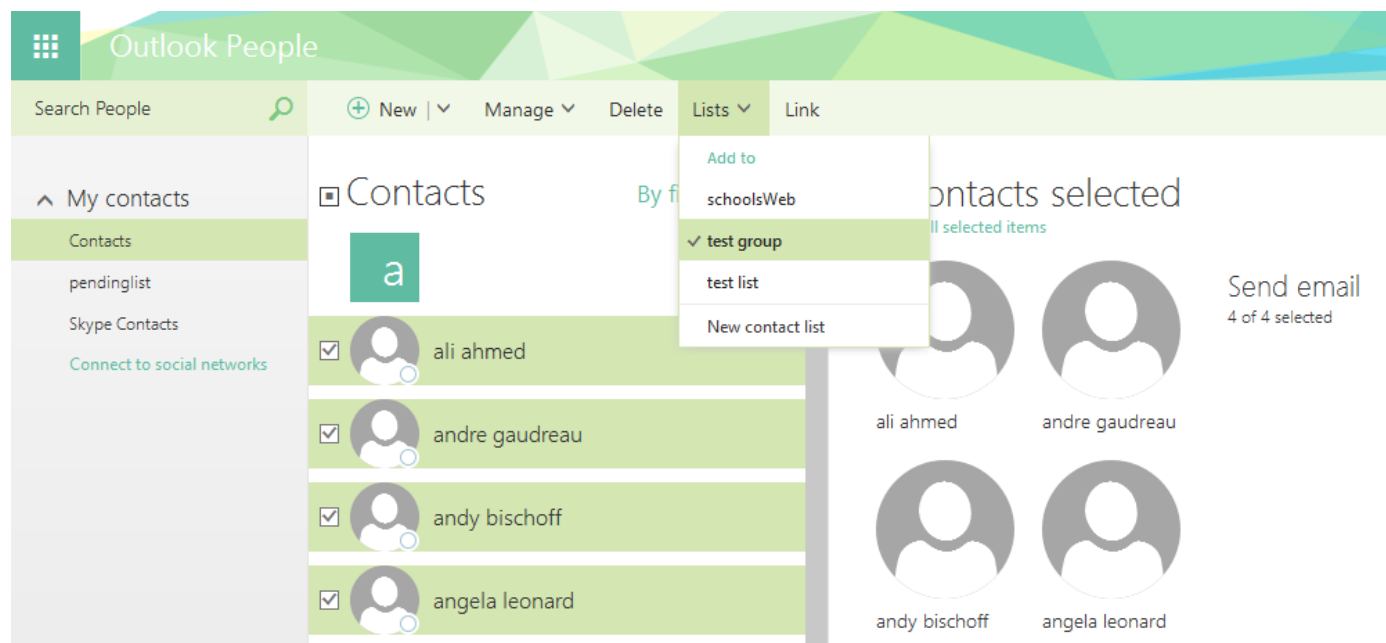 Outlook People
Search People
New | Manage Delete Lists Link
My contacts
Contacts
pendinglist
Skype Contacts
Connect to social networks
Contacts
By fi
a
ali ahmed
andre gaudreau
andy bischoff
angela leonard
Add to
schoolsWeb
test group
test list
New contact list
ontacts selected
ll selected items
ali ahmed
andre gaudreau
andy bischoff
angela leonard
Send email
4 of 4 selected